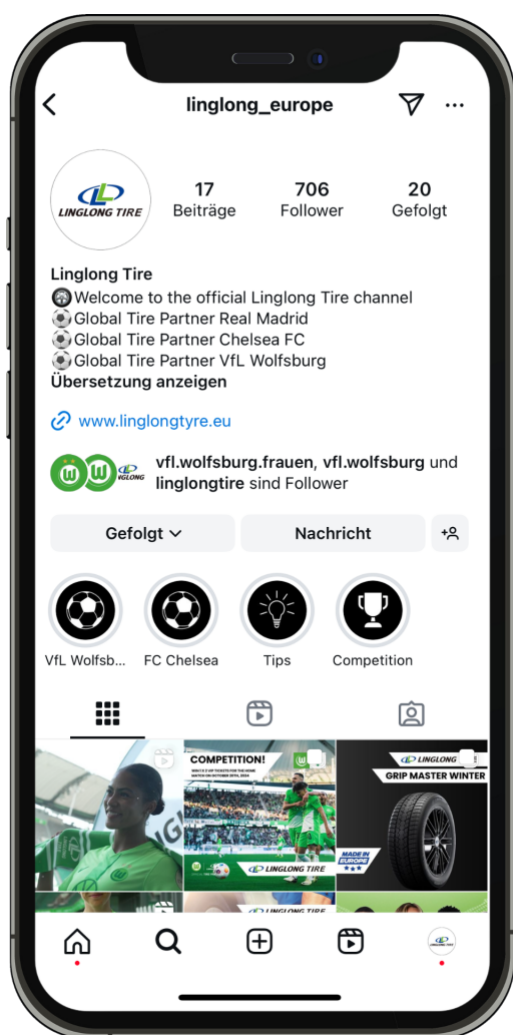 linglong_europe
LINGLONG TIRE
17
Beiträge
706
Follower
20
Gefolgt
Linglong Tire
Welcome to the official Linglong Tire channel
Global Tire Partner Real Madrid
Global Tire Partner Chelsea FC
Global Tire Partner VfL Wolfsburg
Übersetzung anzeigen
www.linglongtyre.eu
vfl.wolfsburg.frauen, vfl.wolfsburg und
linglongtire sind Follower
Gefolgt
Nachricht
VfL Wolfsb...
FC Chelsea
Tips
Competition
COMPETITION!
LINGLONG TIRE
LINGLONG
GRIP MASTER WINTER
MADE IN
EUROPE
LINGLONG TIRE